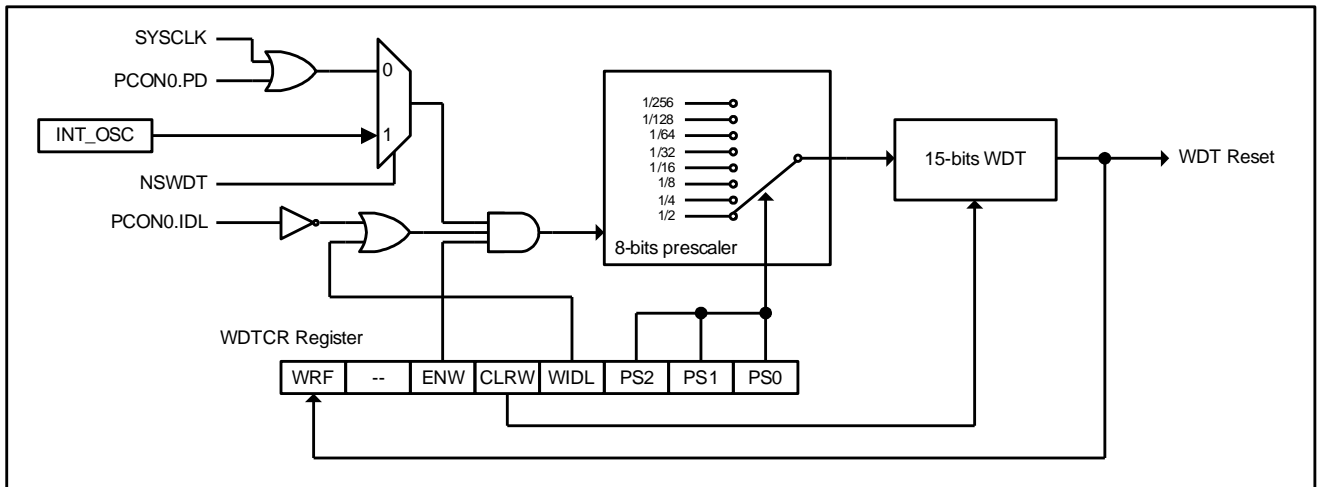 SYSCLK
PCON0.PD
0
INT_OSC
1
NSWDT
PCON0.IDL
1/256
1/128
1/64
1/32
1/16
1/8
1/4
1/2
8-bits prescaler
15-bits WDT
WDT Reset
WDTCR Register
WRF -- ENW CLRW WIDL PS2 PS1 PS0